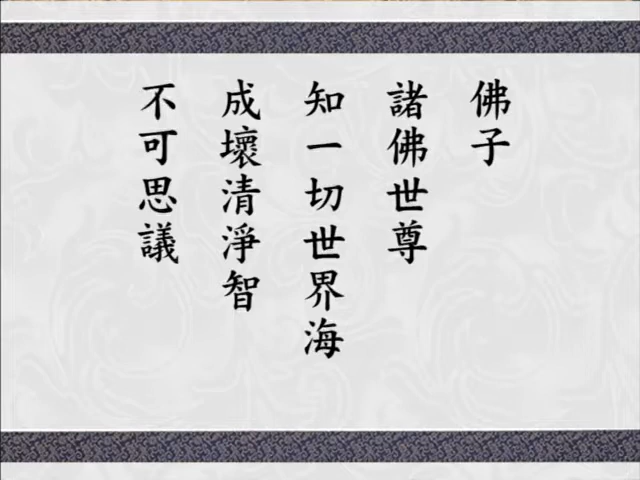 佛子
諸佛世尊
知一切世界海
成壞清淨智
不可思議